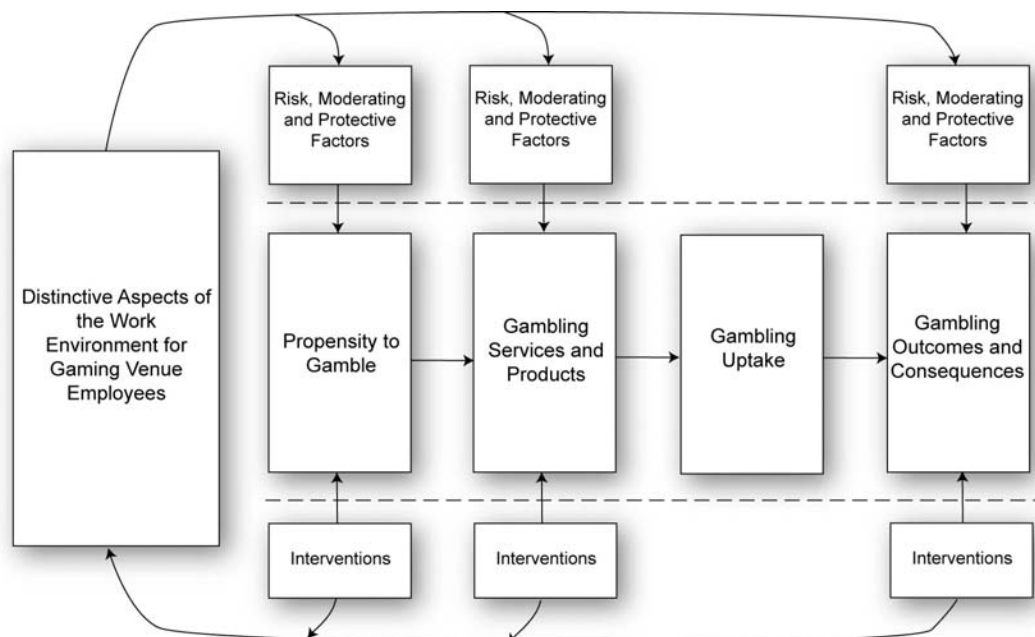 Risk, Moderating
and Protective
Factors
Risk, Moderating
and Protective
Factors
Risk, Moderating
and Protective
Factors
Distinctive Aspects of
the Work
Environment for
Gaming Venue
Employees
Propensity to
Gamble
Gambling
Services and
Products
Gambling
Uptake
Gambling
Outcomes and
Consequences
Interventions
Interventions
Interventions